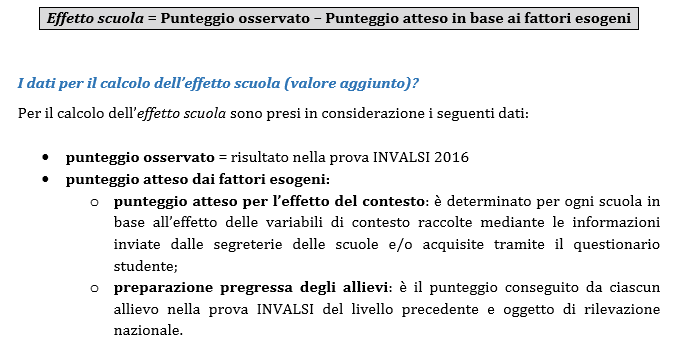 Effetto scuola = Punteggio osservato – Punteggio atteso in base ai fattori esogeni
I dati per il calcolo dell'effetto scuola (valore aggiunto)?
Per il calcolo dell'effetto scuola sono presi in considerazione i seguenti dati:
• punteggio osservato = risultato nella prova INVALSI 2016
• punteggio atteso dai fattori esogeni:
o punteggio atteso per l'effetto del contesto: è determinato per ogni scuola in
base all'effetto delle variabili di contesto raccolte mediante le informazioni
inviate dalle segreterie delle scuole e/o acquisite tramite il questionario
studente;
o preparazione pregressa degli allievi: è il punteggio conseguito da ciascun
allievo nella prova INVALSI del livello precedente e oggetto di rilevazione
nazionale.